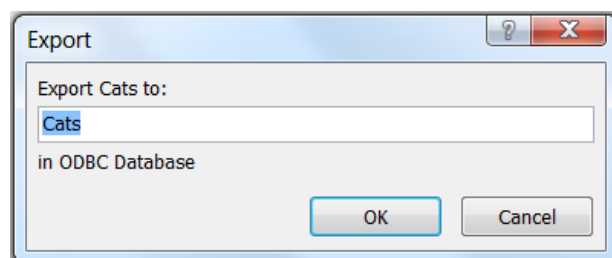 Export
?
X
Export Cats to:
Cats
in ODBC Database
OK Cancel